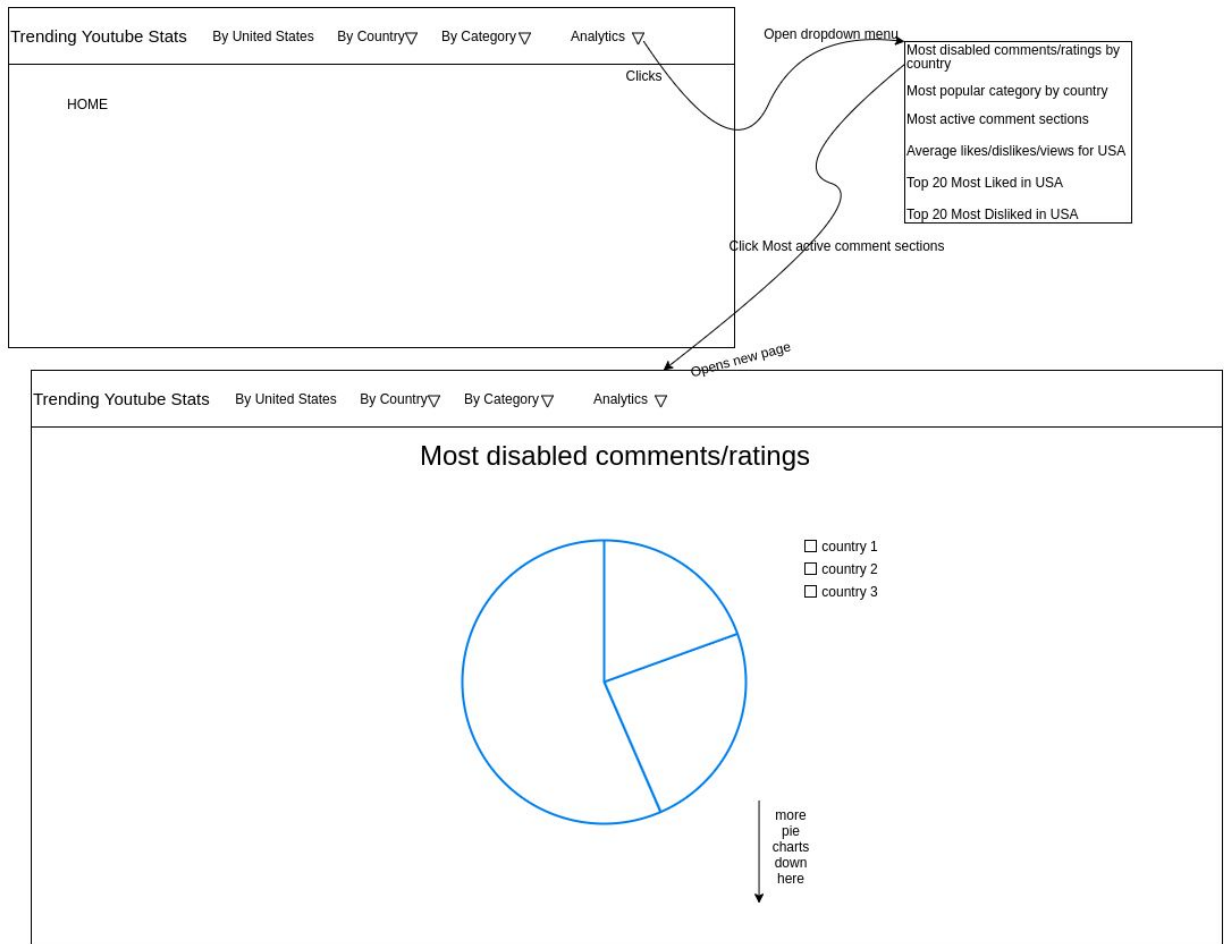 Trending Youtube Stats By United States By Country By Category Analytics
Open dropdown menu
Clicks
HOME
Most disabled comments/ratings by
country
Most popular category by country
Most active comment sections
Average likes/dislikes/views for USA
Top 20 Most Liked in USA
Top 20 Most Disliked in USA
Click Most active comment sections
Opens new page
Trending Youtube Stats By United States By Country By Category Analytics
Most disabled comments/ratings
country 1
country 2
country 3
more
pie
charts
down
here